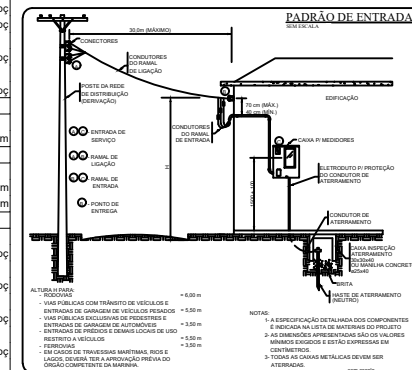 PADRÃO DE ENTRADA
SEM ESCALA
30,0m (MÁXIMO)
CONECTORES
CONDUTORES
DO RAMAL
DE LIGAÇÃO
POSTE DA REDE
DE DISTRIBUIÇÃO
(DERIVAÇÃO)
70 cm (MÁX.)
40 cm (MÍN.)
EDIFICAÇÃO
CONDUTORES
DO RAMAL
DE ENTRADA
CAIXA P/ MEDIDORES
- ENTRADA DE
SERVIÇO
- RAMAL DE
LIGAÇÃO
- RAMAL DE
ENTRADA
- PONTO DE
ENTREGA
H
ELETRODUTO P/ PROTEÇÃO
DO CONDUTOR DE
ATERRAMENTO
CONDUTOR DE
ATERRAMENTO
CAIXA INSPEÇÃO
ATERRAMENTO
30x30x40
OU MANILHA CONCRETO
ø25x40
BRITA
HASTE DE ATERRAMENTO
(NEUTRO)
ALTURA H PARA:
- RODOVIAS = 6,00 m
- VIAS PÚBLICAS COM TRÂNSITO DE VEÍCULOS E
ENTRADAS DE GARAGEM DE VEÍCULOS PESADOS = 5,50 m
- VIAS PÚBLICAS EXCLUSIVAS DE PEDESTRES E
ENTRADAS DE GARAGEM DE AUTOMÓVEIS = 3,50 m
- ENTRADAS DE PRÉDIOS E DEMAIS LOCAIS DE USO
RESTRITO A VEÍCULOS = 5,50 m
- FERROVIAS = 3,50 m
- EM CASOS DE TRAVESSIAS MARÍTIMAS, RIOS E
LAGOS, DEVERÁ TER A APROVAÇÃO PRÉVIA DO
ÓRGÃO COMPETENTE DA MARINHA.
NOTAS:
1- A ESPECIFICAÇÃO DETALHADA DOS COMPONENTES
É INDICADA NA LISTA DE MATERIAIS DO PROJETO
2- AS DIMENSÕES APRESENTADAS SÃO OS VALORES
MÍNIMOS EXIGIDOS E ESTÃO EXPRESSAS EM
CENTÍMETROS.
3- TODAS AS CAIXAS METÁLICAS DEVEM SER
ATERRADAS.